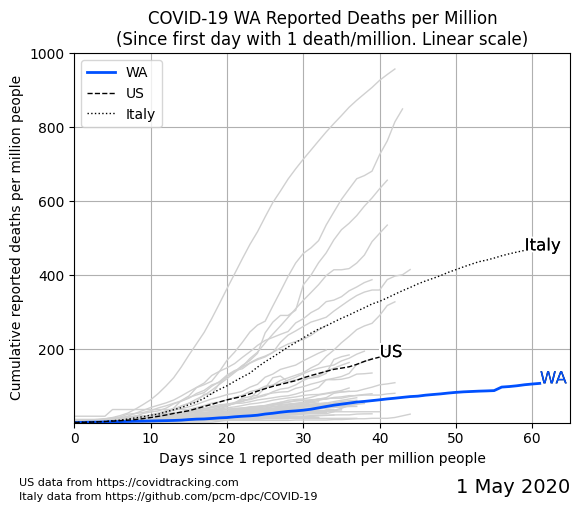 COVID-19 WA Reported Deaths per Million
(Since first day with 1 death/million. Linear scale)
Cumulative reported deaths per million people
1000
800
600
400
200
WA
US
Italy
Italy
US
WA
0
10
20
30
40
50
60
Days since 1 reported death per million people
US data from https://covidtracking.com
Italy data from https://github.com/pcm-dpc/COVID-19
1 May 2020